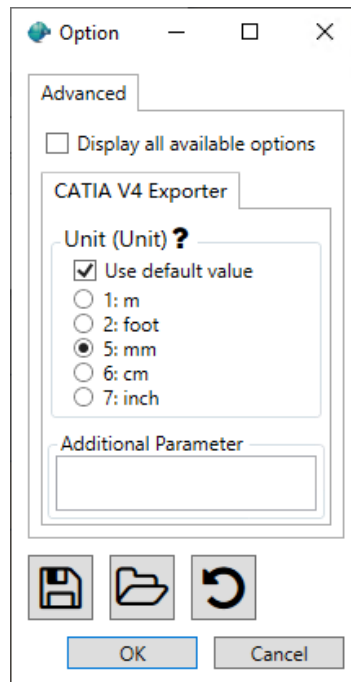 Option
Advanced
Display all available options
CATIA V4 Exporter
Unit (Unit) ?
Use default value
1: m
2: foot
5: mm
6: cm
7: inch
Additional Parameter
OK
Cancel